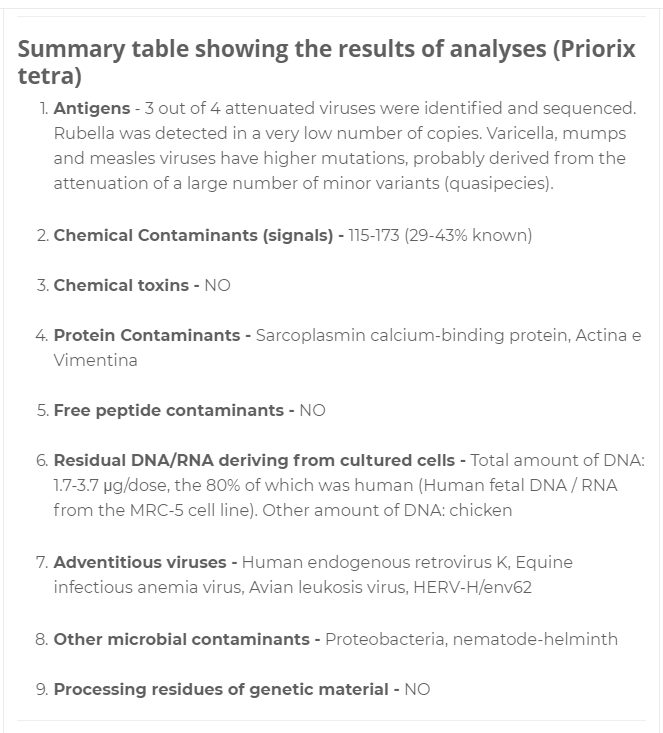 Summary table showing the results of analyses (Priorix
tetra)
1. Antigens - 3 out of 4 attenuated viruses were identified and sequenced.
Rubella was detected in a very low number of copies. Varicella, mumps
and measles viruses have higher mutations, probably derived from the
attenuation of a large number of minor variants (quasipecies).
2. Chemical Contaminants (signals) - 115-173 (29-43% known)
3. Chemical toxins - NO
4. Protein Contaminants - Sarcoplasmin calcium-binding protein, Actina e
Vimentina
5. Free peptide contaminants - NO
6. Residual DNA/RNA deriving from cultured cells - Total amount of DNA:
1.7-3.7 µg/dose, the 80% of which was human (Human fetal DNA / RNA
from the MRC-5 cell line). Other amount of DNA: chicken
7. Adventitious viruses - Human endogenous retrovirus K, Equine
infectious anemia virus, Avian leukosis virus, HERV-H/env62
8. Other microbial contaminants - Proteobacteria, nematode-helminth
9. Processing residues of genetic material - NO